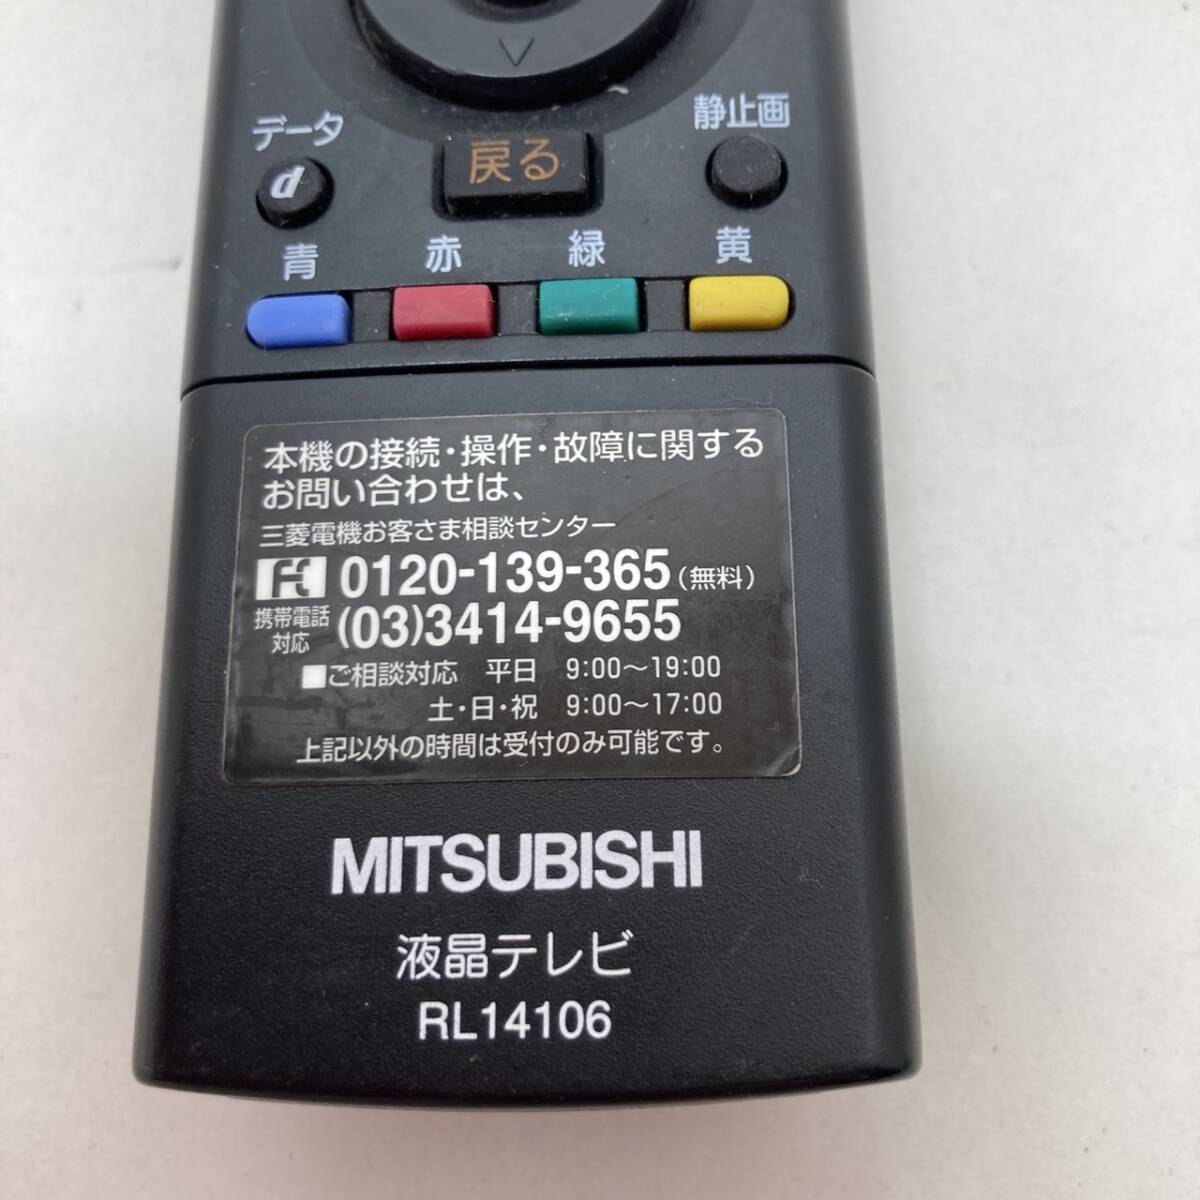 データ
静止画
d
戻る
青
赤
緑
黄
本機の接続・操作・故障に関する
お問い合わせは、
三菱電機お客さま相談センター
0120-139-365(無料)
携帯電話
対応
(03)3414-9655
■ご相談対応 平日 9:00～19:00
土・日・祝 9:00～17:00
上記以外の時間は受付のみ可能です。
MITSUBISHI
液晶テレビ
RL14106